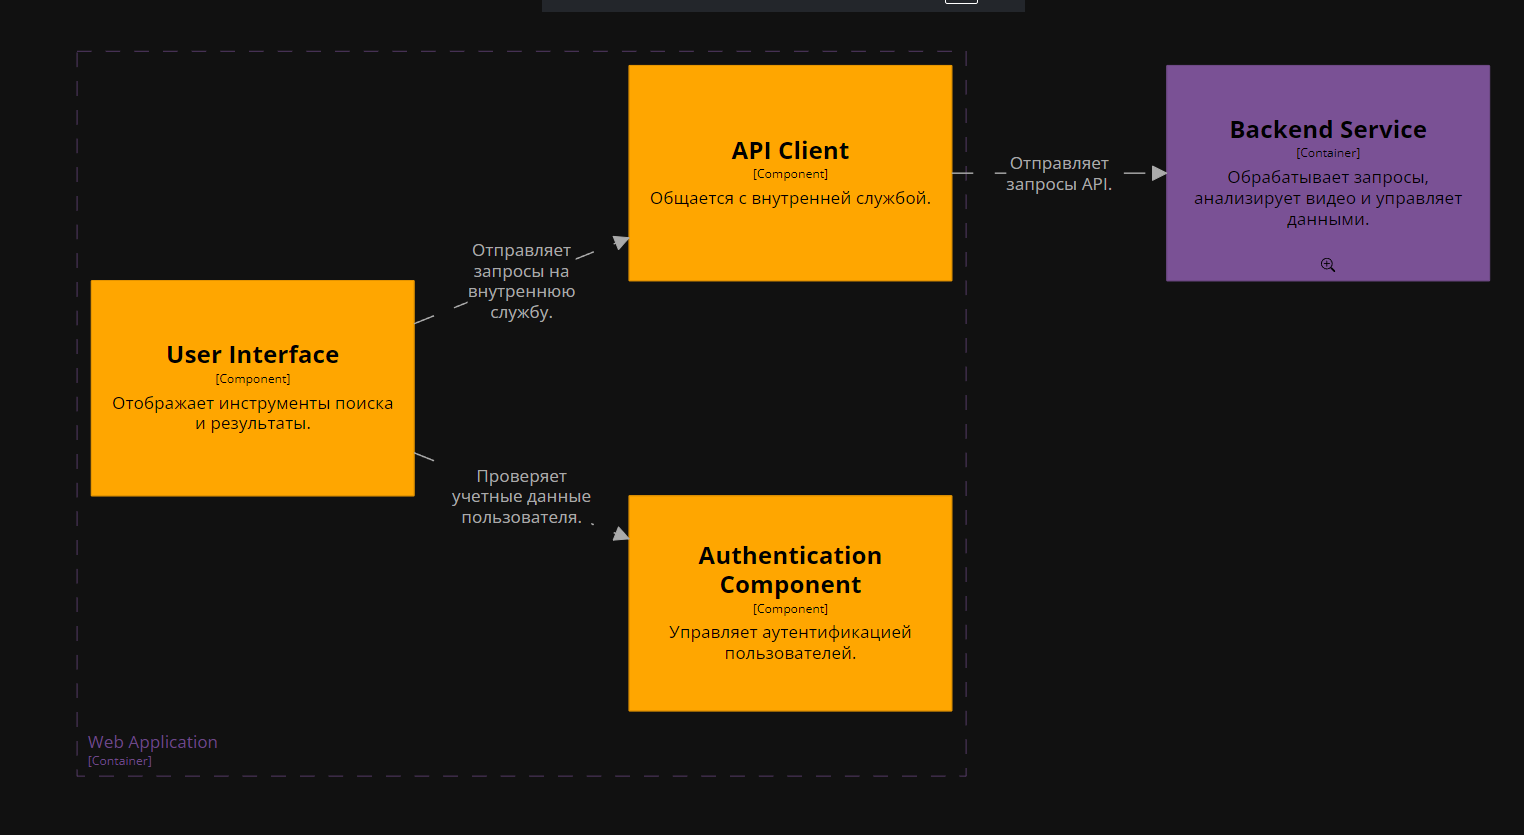 API Client
[Component]
Общается с внутренней службой.
Отправляет
запросы API.
Backend Service
[Container]
Обрабатывает запросы,
анализирует видео и управляет
данными.
Отправляет
запросы на
внутреннюю
службу.
User Interface
[Component]
Отображает инструменты поиска
и результаты.
Проверяет
учетные данные
пользователя.
Authentication
Component
[Component]
Управляет аутентификацией
пользователей.
Web Application
[Container]